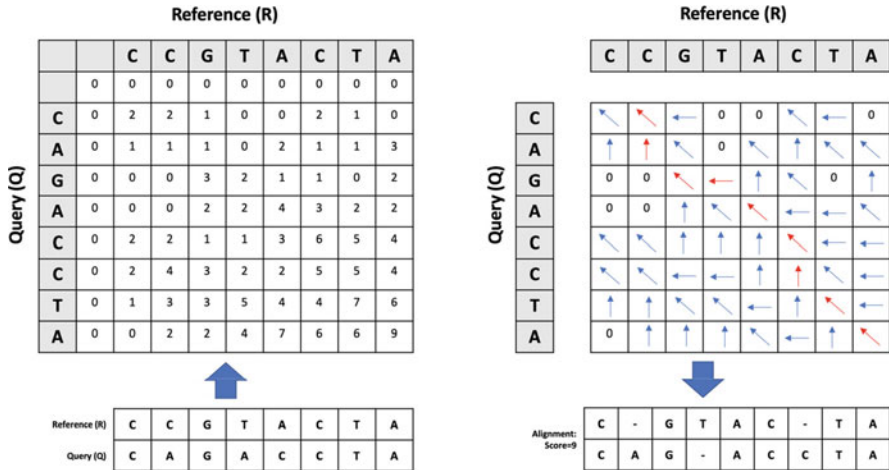 Reference (R)
C C G T A C T A
0 0 0 0 0 0 0 0 0
C 0 2 2 1 0 0 2 1 0
A 0 1 1 1 0 2 1 1 3
G 0 0 0 3 2 1 1 0 2
A 0 0 0 2 2 4 3 2 2
C 0 2 2 1 1 3 6 5 4
C 0 2 4 3 2 2 5 5 4
T 0 1 3 3 5 4 4 7 6
A 0 0 2 2 4 7 6 6 9
Query (Q)
Reference (R) C C G T A C T A
Query (Q) C A G A C C T A
Reference (R)
C C G T A C T A
C 0 0 0
A 0
G 0 0 0
A 0 0
C
C
T
A 0
Query (Q)
Alignment:
Score=9
C - G T A C - T A
C A G - A C C T A